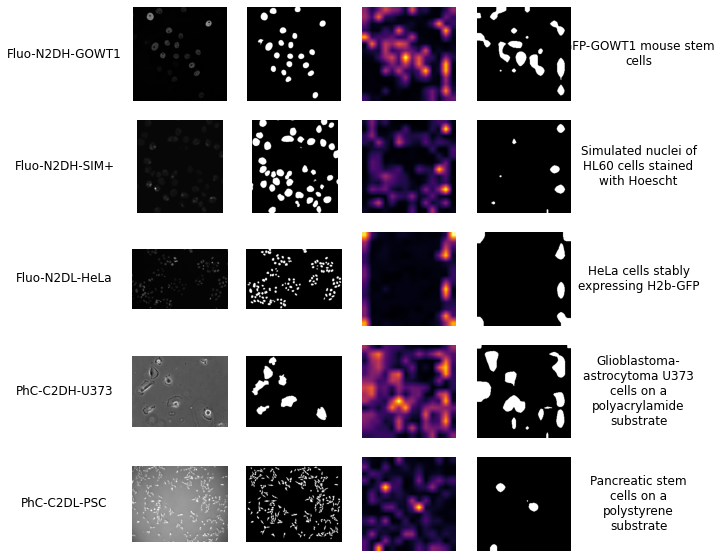 Fluo-N2DH-GOWT1
FP-GOWT1 mouse stem
cells
Fluo-N2DH-SIM+
Simulated nuclei of
HL60 cells stained
with Hoescht
Fluo-N2DL-HeLa
HeLa cells stably
expressing H2b-GFP
PhC-C2DH-U373
Glioblastoma-
astrocytoma U373
cells on a
polyacrylamide
substrate
PhC-C2DL-PSC
Pancreatic stem
cells on a
polystyrene
substrate